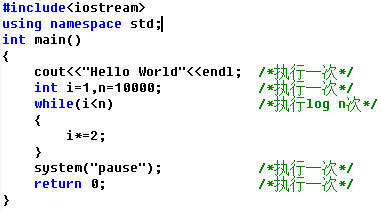 #include<iostream>
using namespace std;
int main()
{
cout<<"Hello World"<<endl; /*执行一次*/
int i=1,n=10000; /*执行一次*/
while(i<n) /*执行log n次*/
{
i*=2;
}
system("pause"); /*执行一次*/
return 0; /*执行一次*/
}